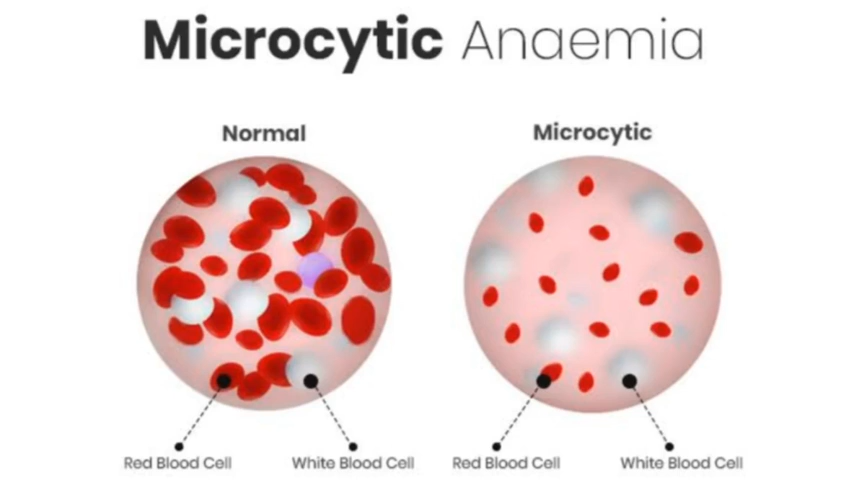 Microcytic Anaemia
Normal
Microcytic
Red Blood Cell
White Blood Cell
Red Blood Cell
White Blood Cell